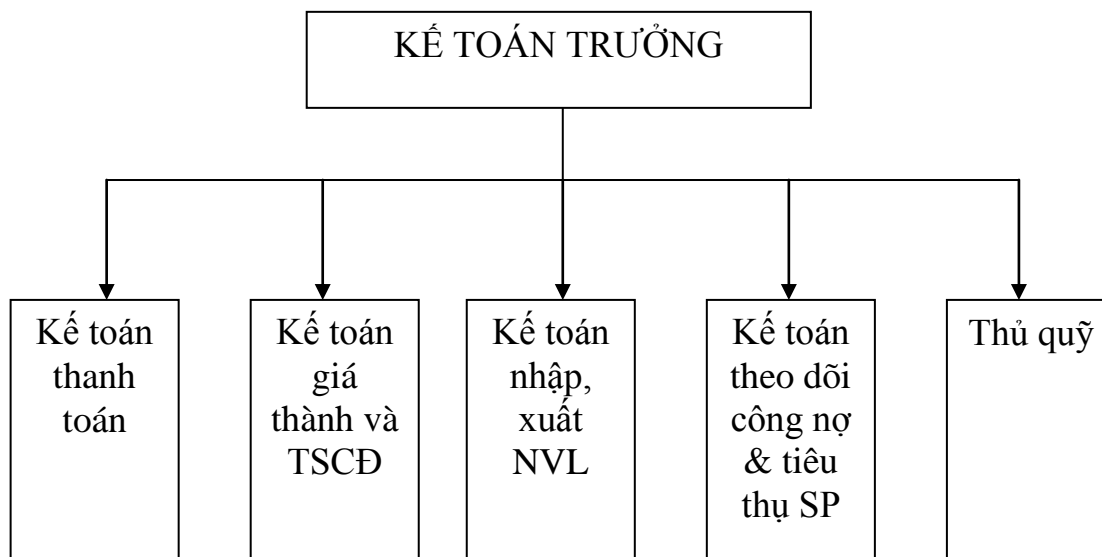 KẾ TOÁN TRƯỞNG
Kế toán
thanh
toán
Kế toán
giá
thành và
TSCĐ
Kế toán
nhập,
xuất
NVL
Kế toán
theo dõi
công nợ
& tiêu
thụ SP
Thủ quỹ